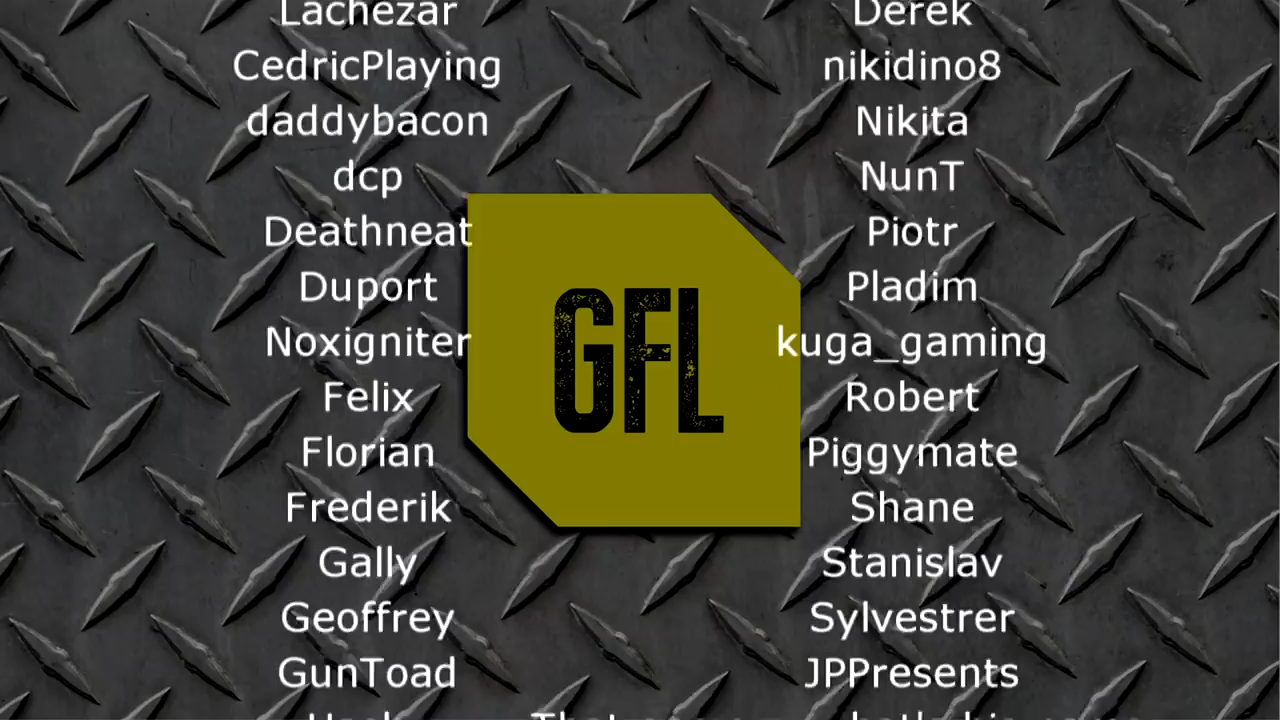 Lachezar
CedricPlaying
daddybacon
dcp
Deathneat
Duport
Noxigniter
Felix
Florian
Frederik
Gally
Geoffrey
GunToad
GFL
Derek
nikidino8
Nikita
NunT
Piotr
Pladim
kuga_gaming
Robert
Piggymate
Shane
Stanislav
Sylvestrer
JPPresents